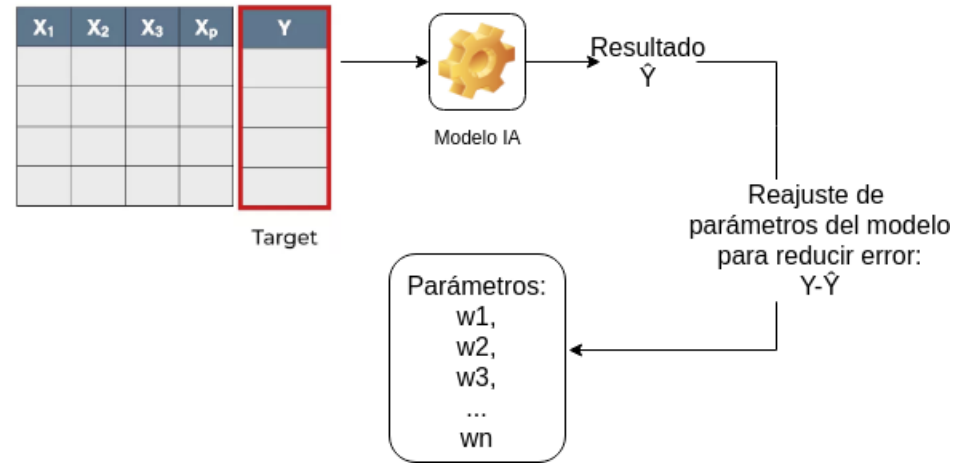 X₁ X₂ X₃ Xₚ Y
Target
Modelo IA
Resultado
Ŷ
Reajuste de
parámetros del modelo
para reducir error:
Y-Ŷ
Parámetros:
w1,
w2,
w3,
...
wn